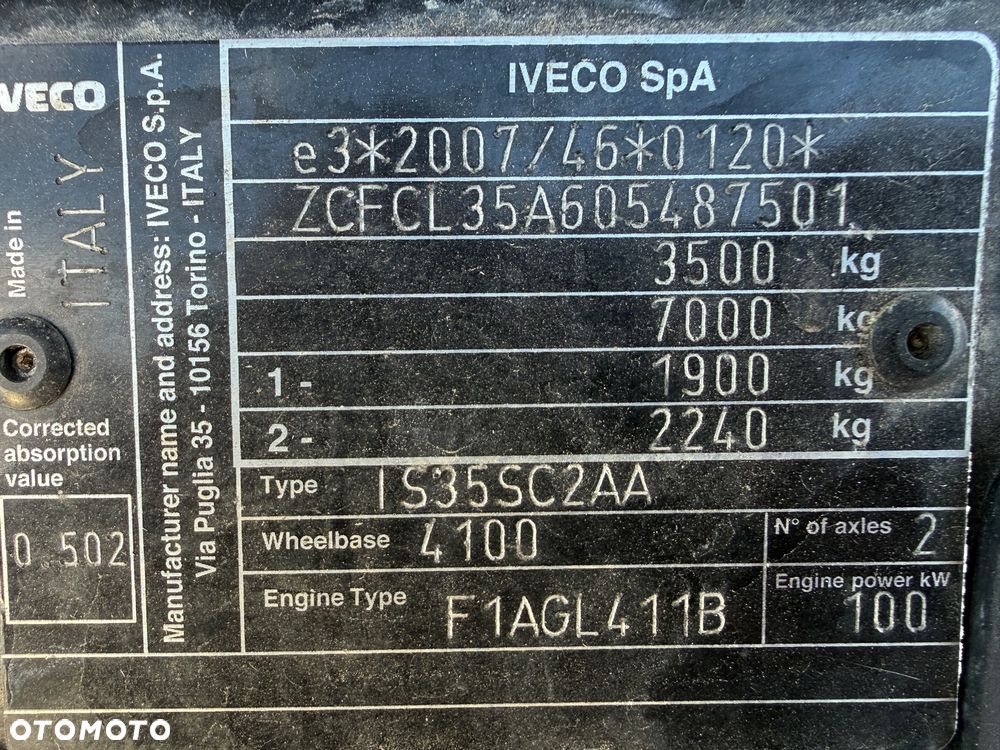 IVECO
Made in
ITALY
Corrected
absorption
value
0.502
Manufacturer name and address: IVECO S.p.A.
Via Puglia 35 - 10156 Torino - ITALY
IVECO SpA
e3*2007/46*0120*
ZCFCL35A605487501
3500 kg
7000 kg
1- 1900 kg
2- 2240 kg
Type IS35SC2AA
Wheelbase 4100
N° of axles 2
Engine Type F1AGL411B
Engine power kW
100
OTOMOTO